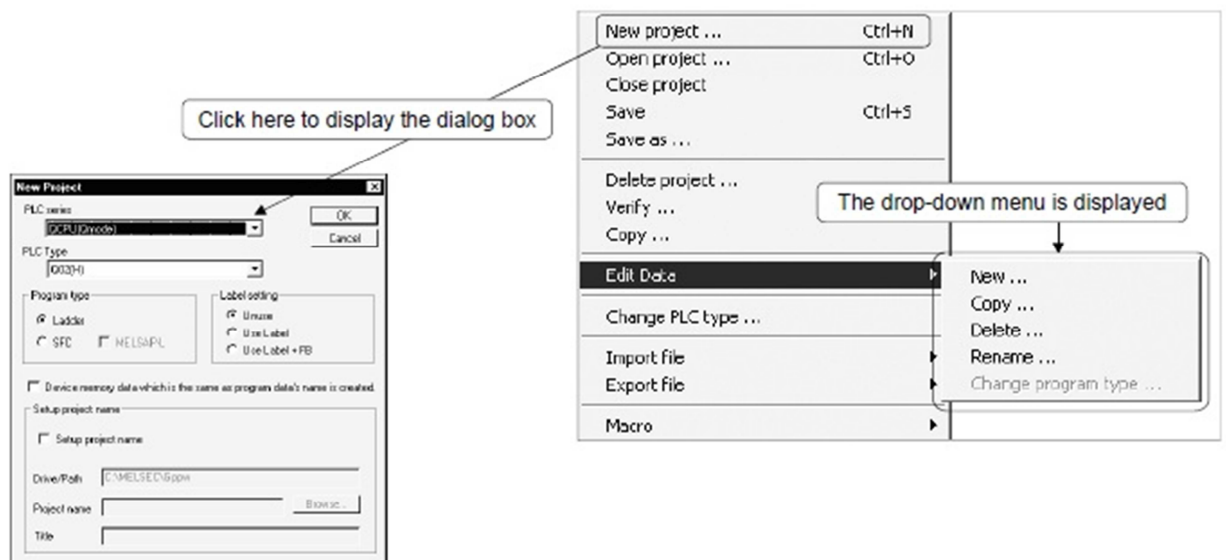 New project ... Ctrl+N
Open project ... Ctrl+O
Close project
Save Ctrl+S
Save as ...
Delete project ...
Verify ...
Copy ...
Edit Data
Change PLC type ...
Import file
Export file
Macro
Click here to display the dialog box
The drop-down menu is displayed
New ...
Copy ...
Delete ...
Rename ...
Change program type ...
New Project
PLC series
QCPU(Qmode)
OK
Cancel
PLC Type
Q02(H)
Program type
Ladder
SFC
MELSAP-L
Label setting
Unuse
Use Label
Use Label + FB
Device memory data which is the same as program data's name is created.
Setup project name
Setup project name
Drive/Path C:\MELSEC\Gppw
Project name Browse...
Title